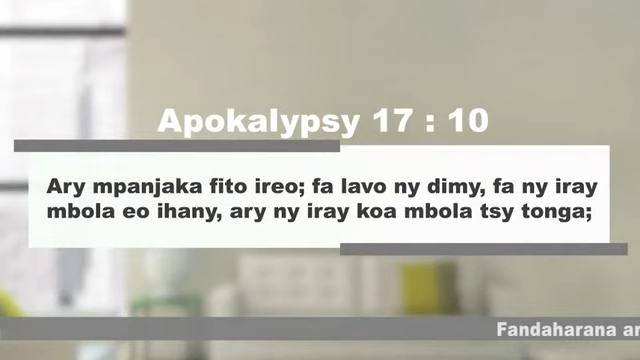 Apokalypsy 17 : 10
Ary mpanjaka fito ireo; fa lavo ny dimy, fa ny iray
mbola eo ihany, ary ny iray koa mbola tsy tonga;
Fandaharana